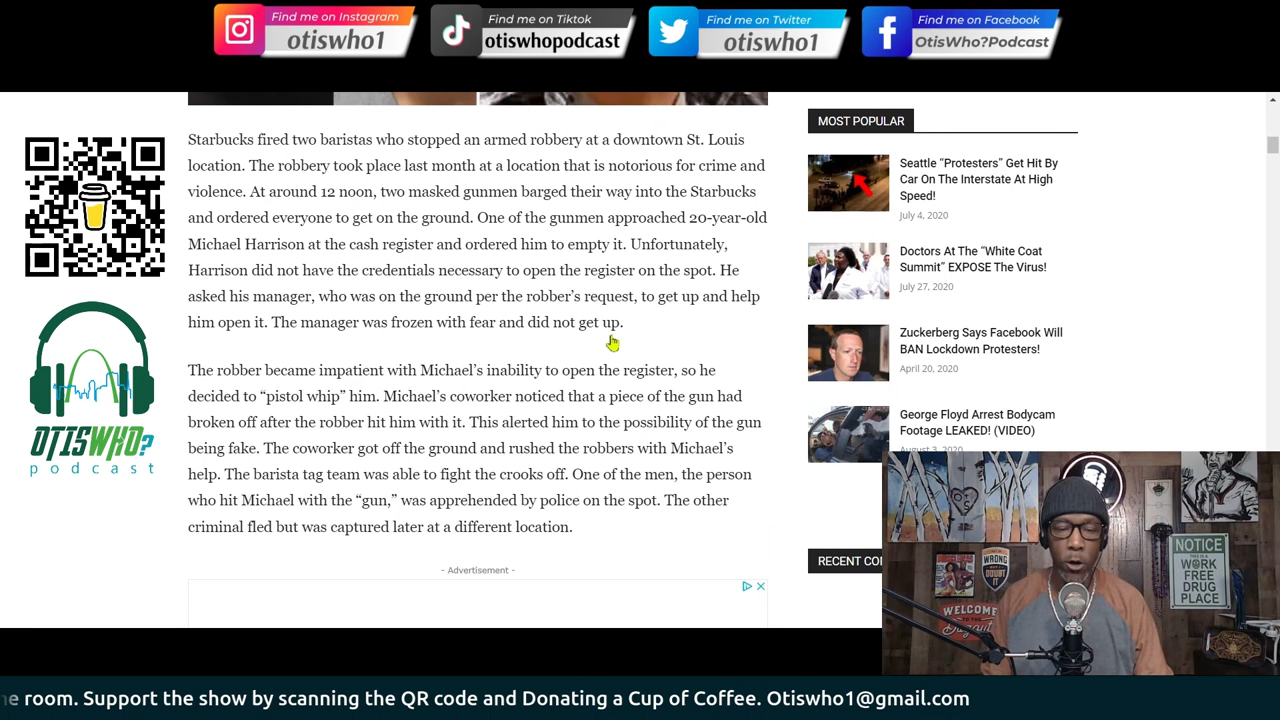 Find me on Instagram
otiswho1
Find me on Tiktok
otiswhopodcast
Find me on Twitter
otiswho1
Find me on Facebook
OtisWho?Podcast
Starbucks fired two baristas who stopped an armed robbery at a downtown St. Louis
location. The robbery took place last month at a location that is notorious for crime and
violence. At around 12 noon, two masked gunmen barged their way into the Starbucks
and ordered everyone to get on the ground. One of the gunmen approached 20-year-old
Michael Harrison at the cash register and ordered him to empty it. Unfortunately,
Harrison did not have the credentials necessary to open the register on the spot. He
asked his manager, who was on the ground per the robber's request, to get up and help
him open it. The manager was frozen with fear and did not get up.
The robber became impatient with Michael's inability to open the register, so he
decided to “pistol whip” him. Michael's coworker noticed that a piece of the gun had
broken off after the robber hit him with it. This alerted him to the possibility of the gun
being fake. The coworker got off the ground and rushed the robbers with Michael's
help. The barista tag team was able to fight the crooks off. One of the men, the person
who hit Michael with the “gun,” was apprehended by police on the spot. The other
criminal fled but was captured later at a different location.
- Advertisement -
OTISWHO?
podcast
MOST POPULAR
Seattle “Protesters” Get Hit By
Car On The Interstate At High
Speed!
July 4, 2020
Doctors At The “White Coat
Summit” EXPOSE The Virus!
July 27, 2020
Zuckerberg Says Facebook Will
BAN Lockdown Protesters!
April 20, 2020
George Floyd Arrest Bodycam
Footage LEAKED! (VIDEO)
August 3, 2020
RECENT CO
WRONG
DOUBT
IT
WELCOME
TO THE
Dugout
NOTICE
THIS IS A
WORK
FREE
DRUG
PLACE
e room. Support the show by scanning the QR code and Donating a Cup of Coffee. Otiswho1@gmail.com